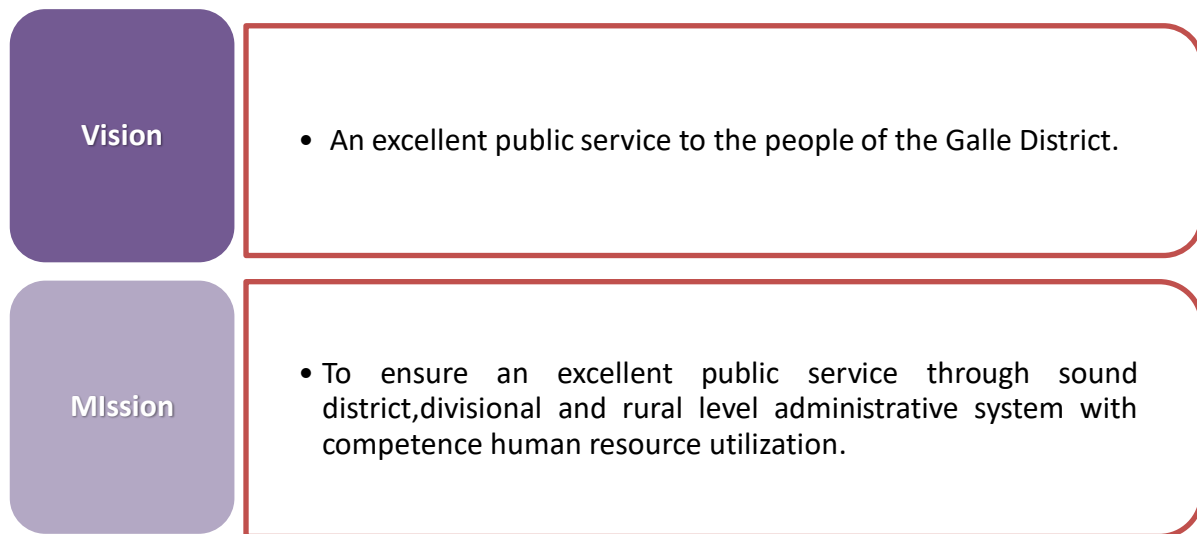 Vision
• An excellent public service to the people of the Galle District.
MIssion
• To ensure an excellent public service through sound
district,divisional and rural level administrative system with
competence human resource utilization.